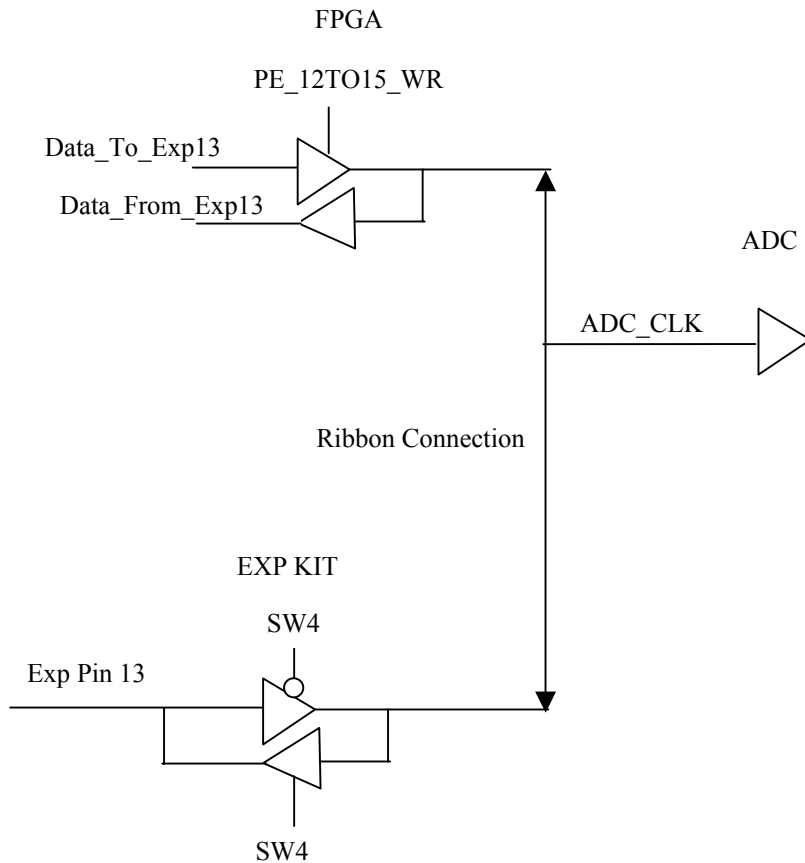 FPGA
PE_12TO15_WR
Data_To_Exp13
Data_From_Exp13
ADC
ADC_CLK
Ribbon Connection
EXP KIT
SW4
Exp Pin 13
SW4